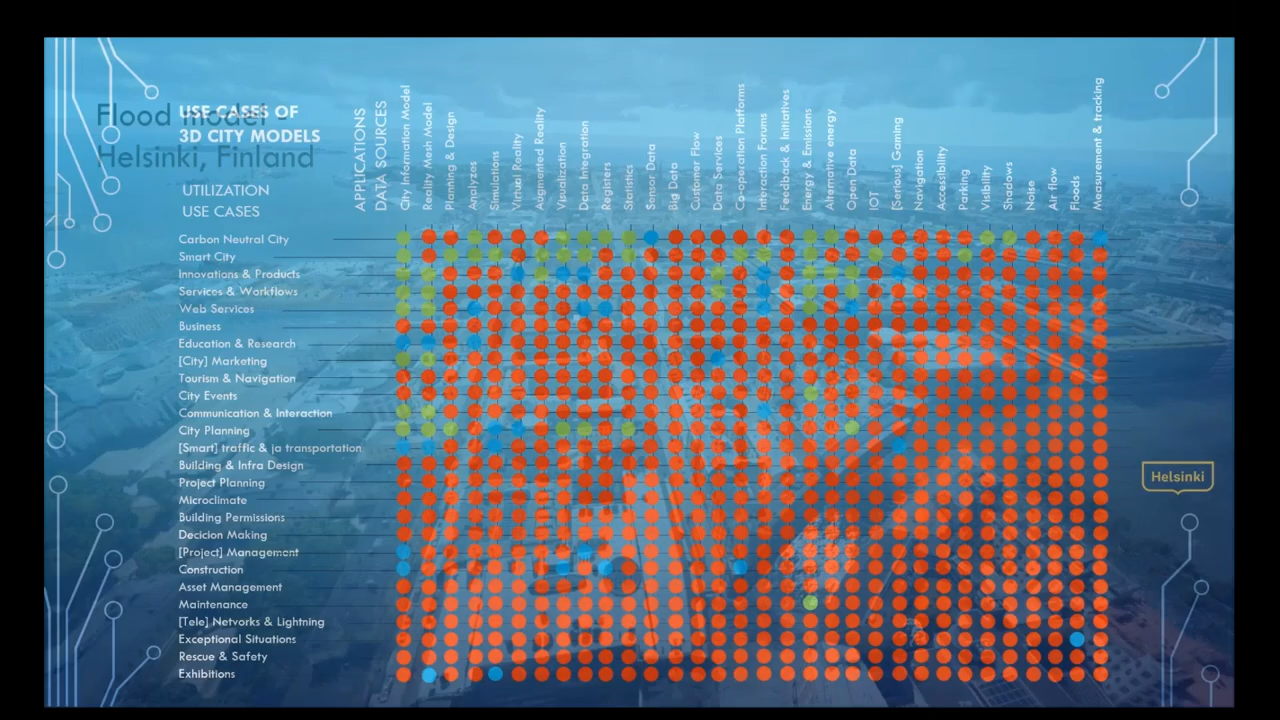 Flood model
Helsinki, Finland
USE CASES OF
3D CITY MODELS
UTILIZATION
USE CASES
APPLICATIONS
DATA SOURCES
City Information Model
Reality Mesh Model
Planning & Design
Analyzes
Simulations
Virtual Reality
Augmented Reality
Visualization
Data Integration
Registers
Statistics
Sensor Data
Big Data
Customer Flow
Data Services
Co-operation Platforms
Interaction Forums
Feedback & Initiatives
Energy & Emissions
Alternative energy
Open Data
IOT
[Serious] Gaming
Navigation
Accessibility
Parking
Visibility
Shadows
Noise
Air flow
Floods
Measurement & tracking
Carbon Neutral City
Smart City
Innovations & Products
Services & Workflows
Web Services
Business
Education & Research
[City] Marketing
Tourism & Navigation
City Events
Communication & Interaction
City Planning
[Smart] traffic & ja transportation
Building & Infra Design
Project Planning
Microclimate
Building Permissions
Decicion Making
[Project] Management
Construction
Asset Management
Maintenance
[Tele] Networks & Lightning
Exceptional Situations
Rescue & Safety
Exhibitions
Helsinki